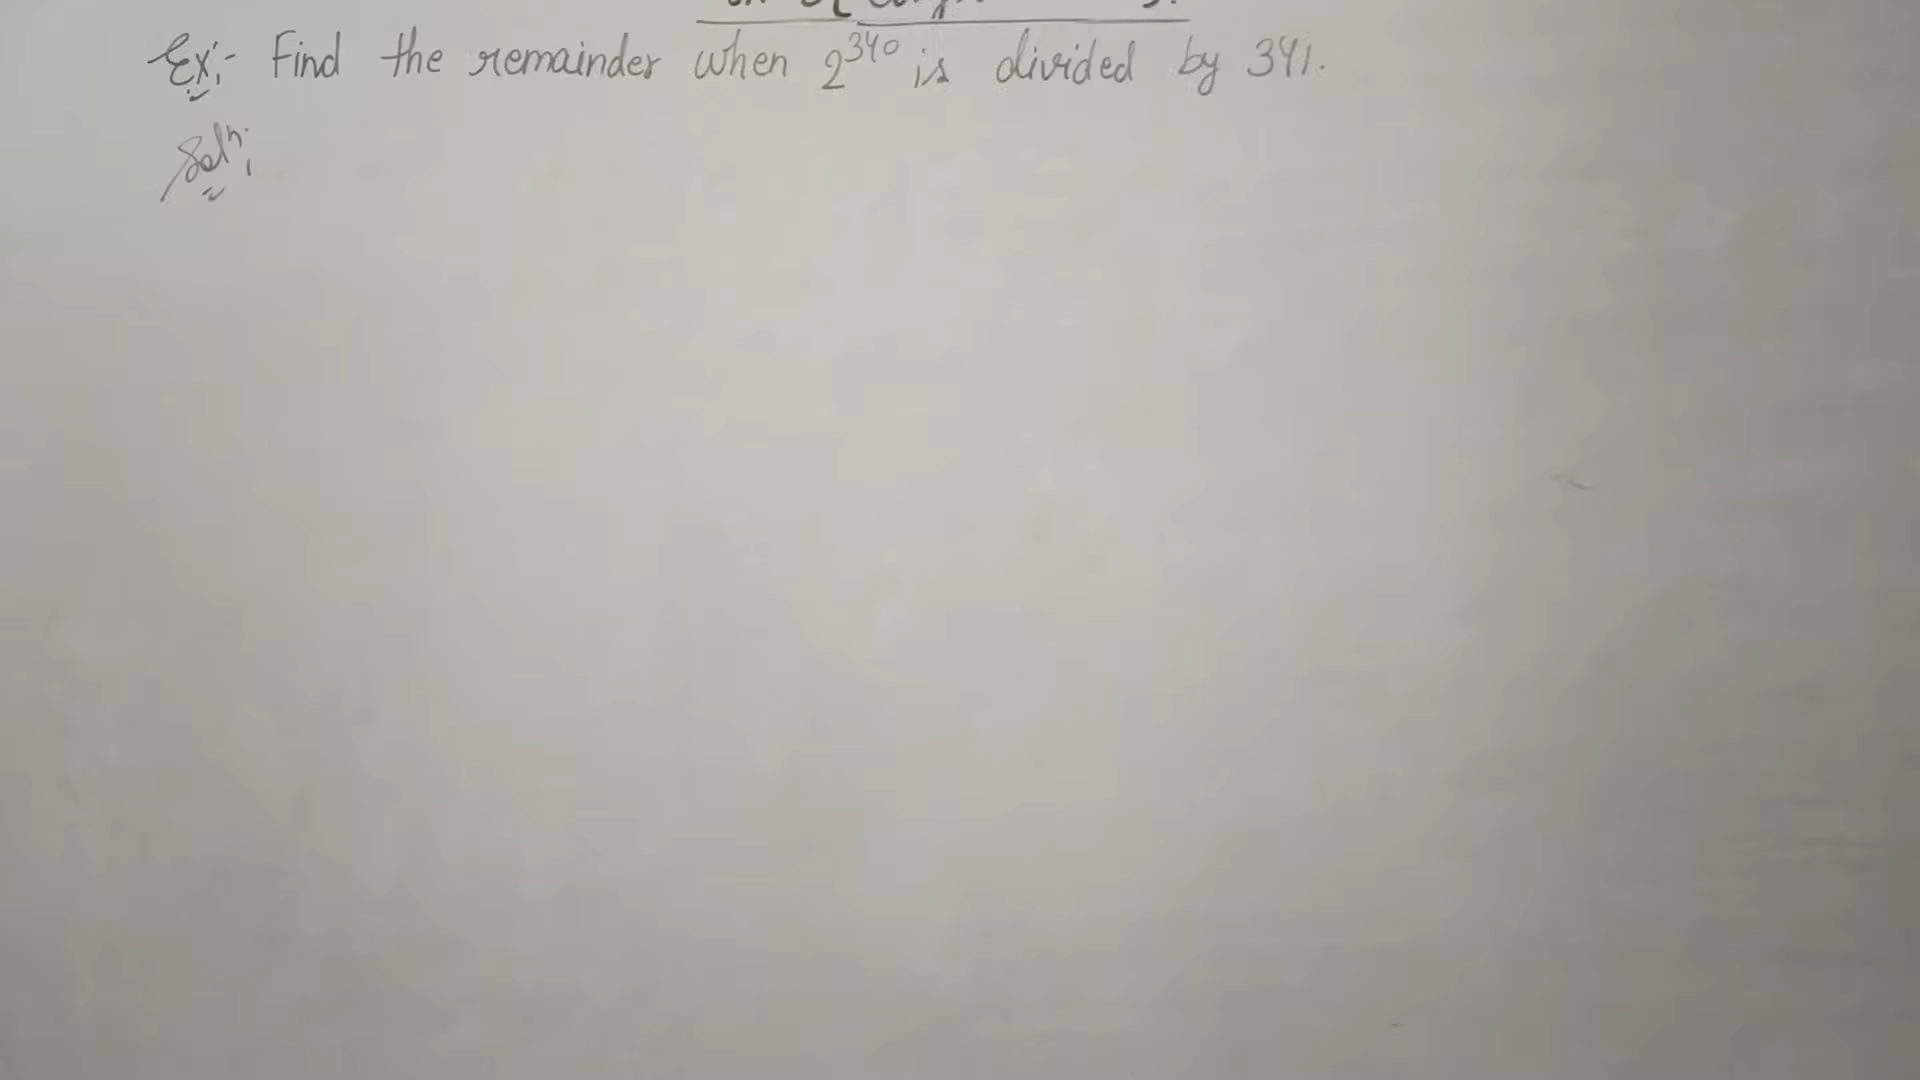 Ex:- Find the remainder when 2^340 is divided by 341.
Solⁿ: